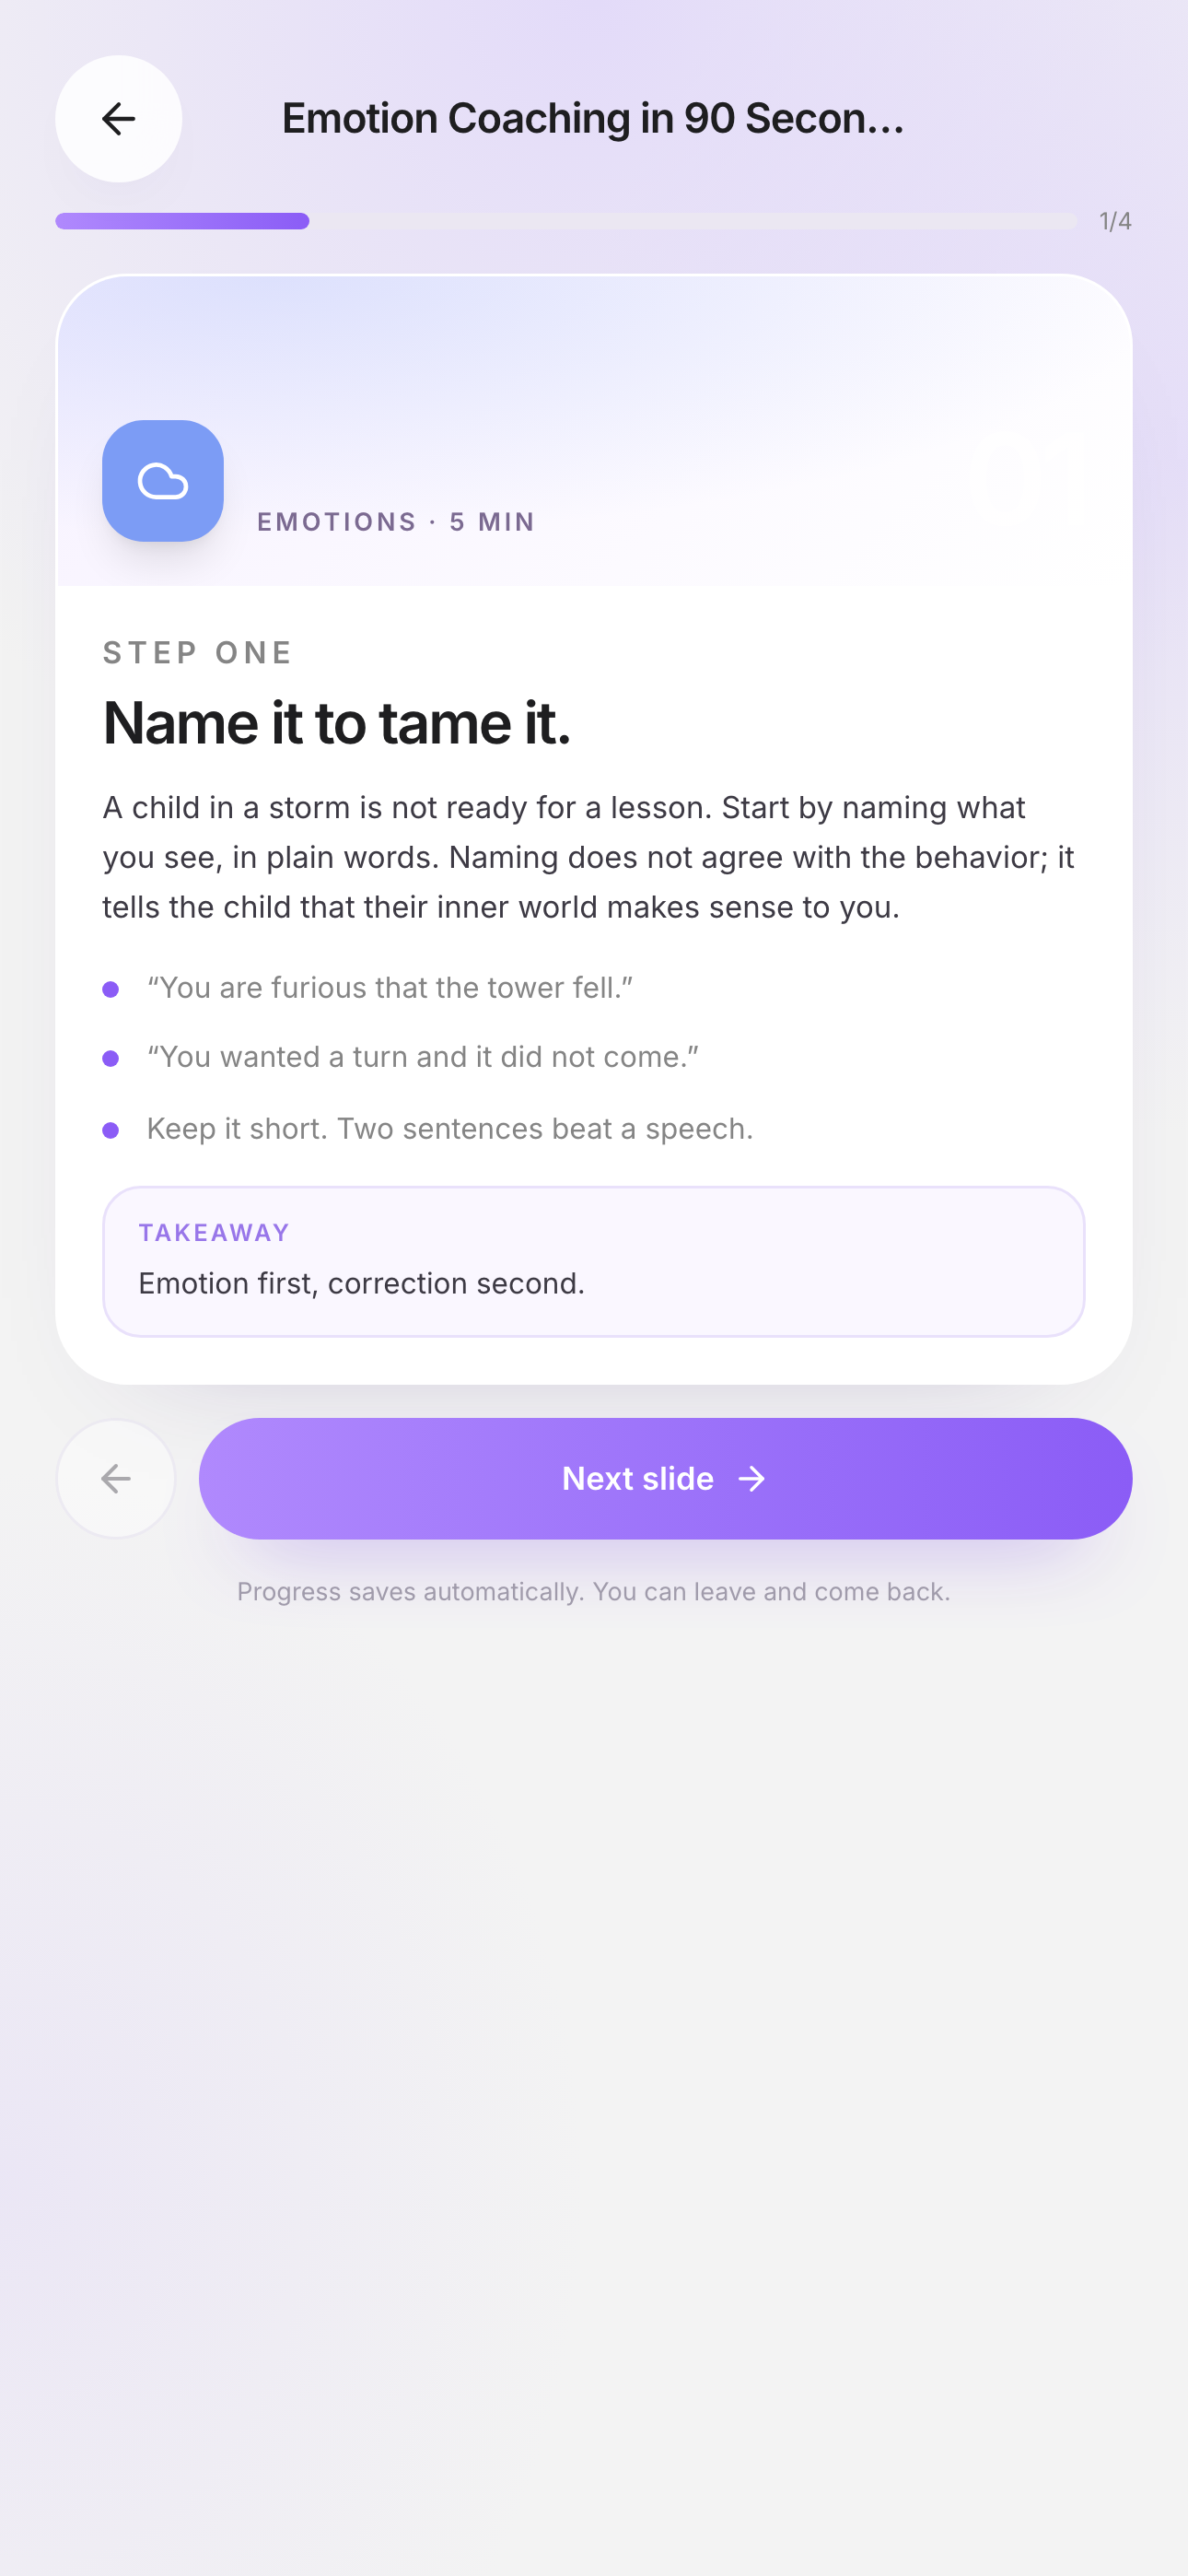 Emotion Coaching in 90 Secon...
1/4
EMOTIONS · 5 MIN
STEP ONE
Name it to tame it.
A child in a storm is not ready for a lesson. Start by naming what
you see, in plain words. Naming does not agree with the behavior; it
tells the child that their inner world makes sense to you.
“You are furious that the tower fell.”
“You wanted a turn and it did not come.”
Keep it short. Two sentences beat a speech.
TAKEAWAY
Emotion first, correction second.
Next slide
Progress saves automatically. You can leave and come back.